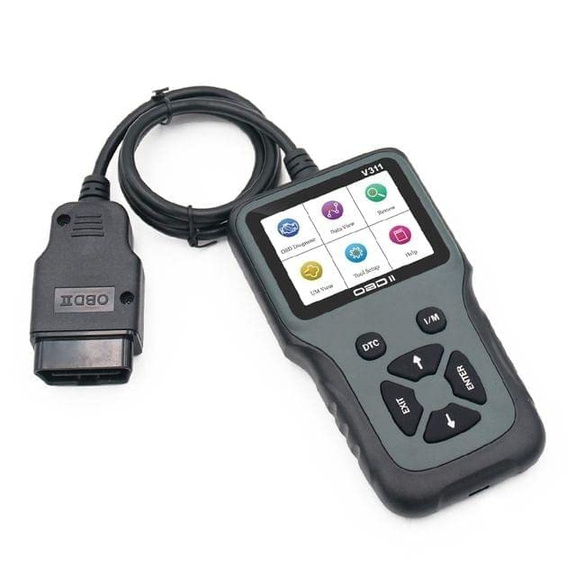 V311
OBD Diagnose
Data View
Review
I/M View
Tool Setup
Help
OBD II
DTC
I/M
EXIT
ENTER
OBDII